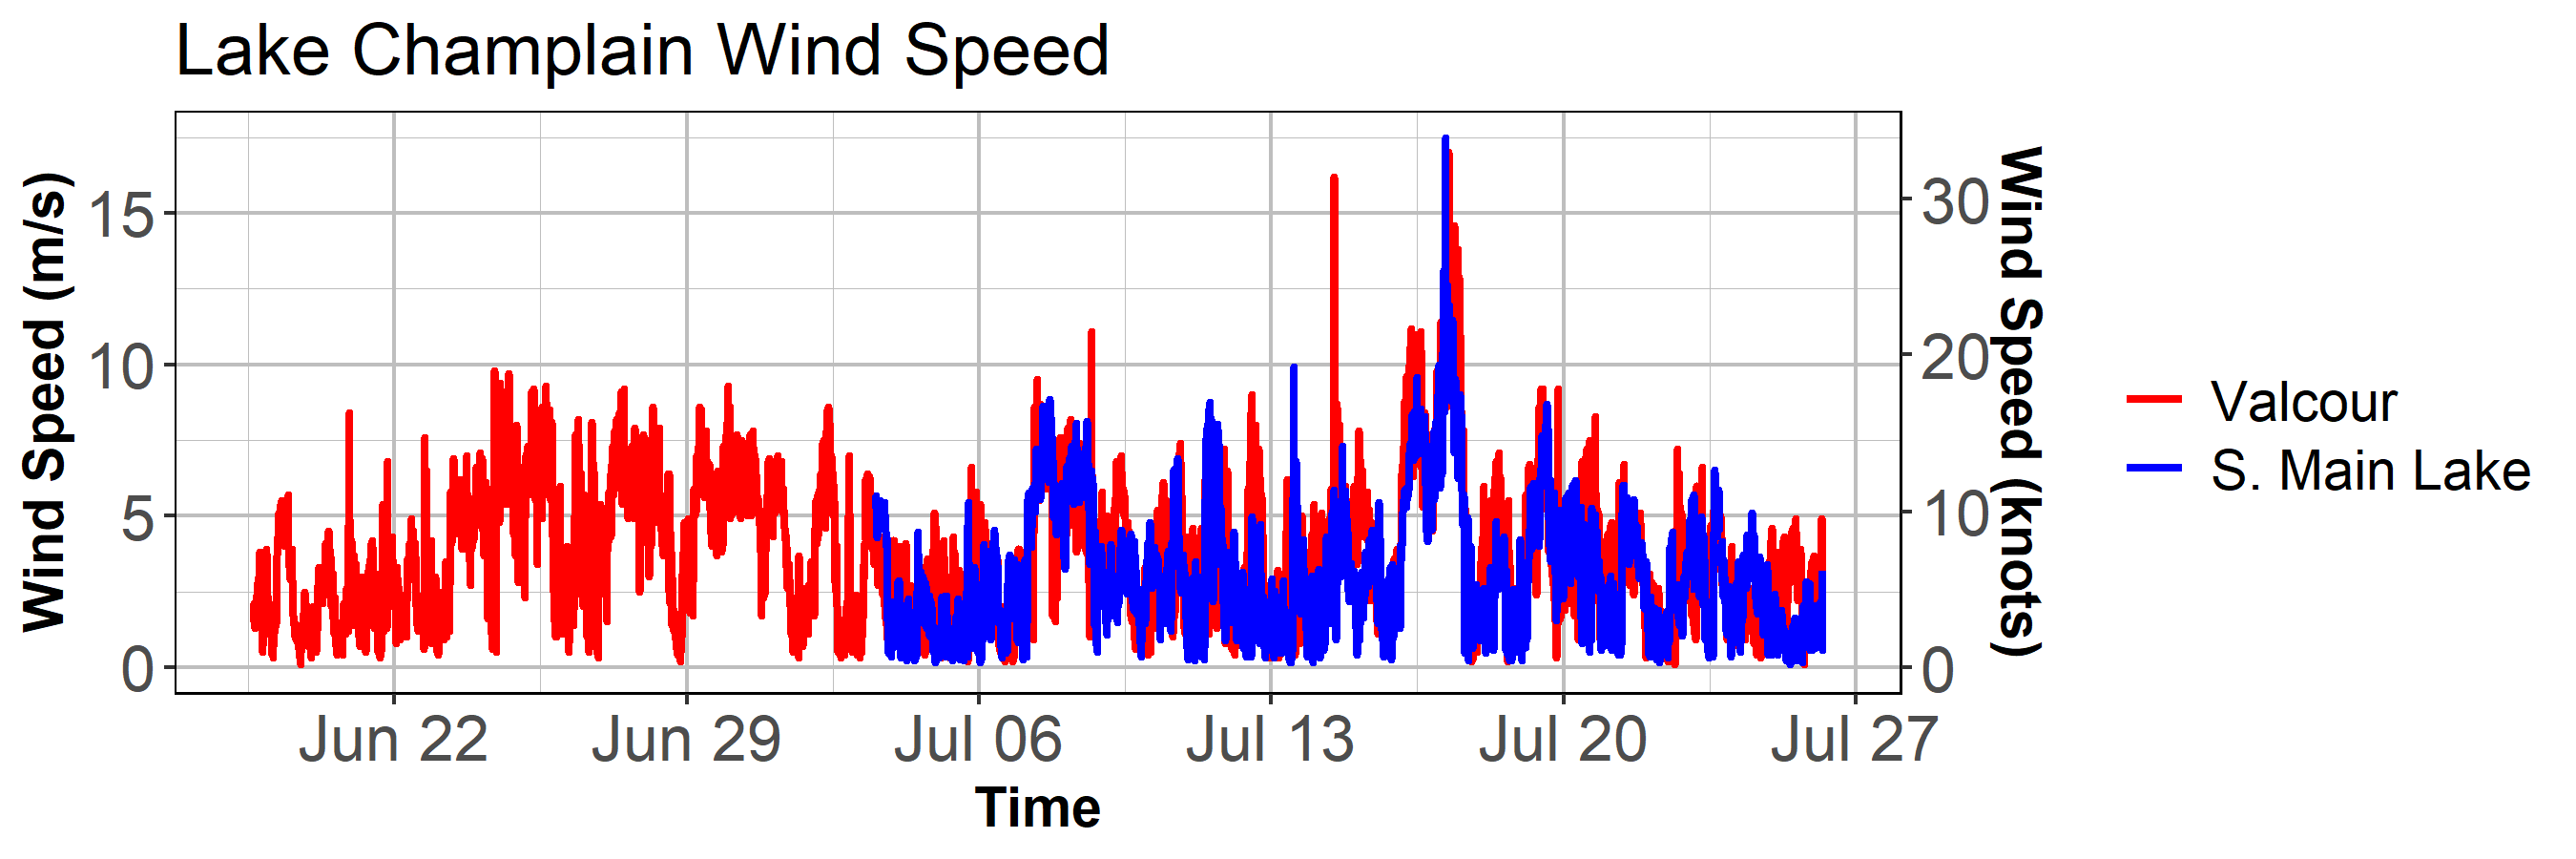 Lake Champlain Wind Speed
Wind Speed (m/s)
15
10
5
0
30
20
10
0
Wind Speed (knots)
Jun 22
Jun 29
Jul 06
Jul 13
Jul 20
Jul 27
Time
Valcour
S. Main Lake